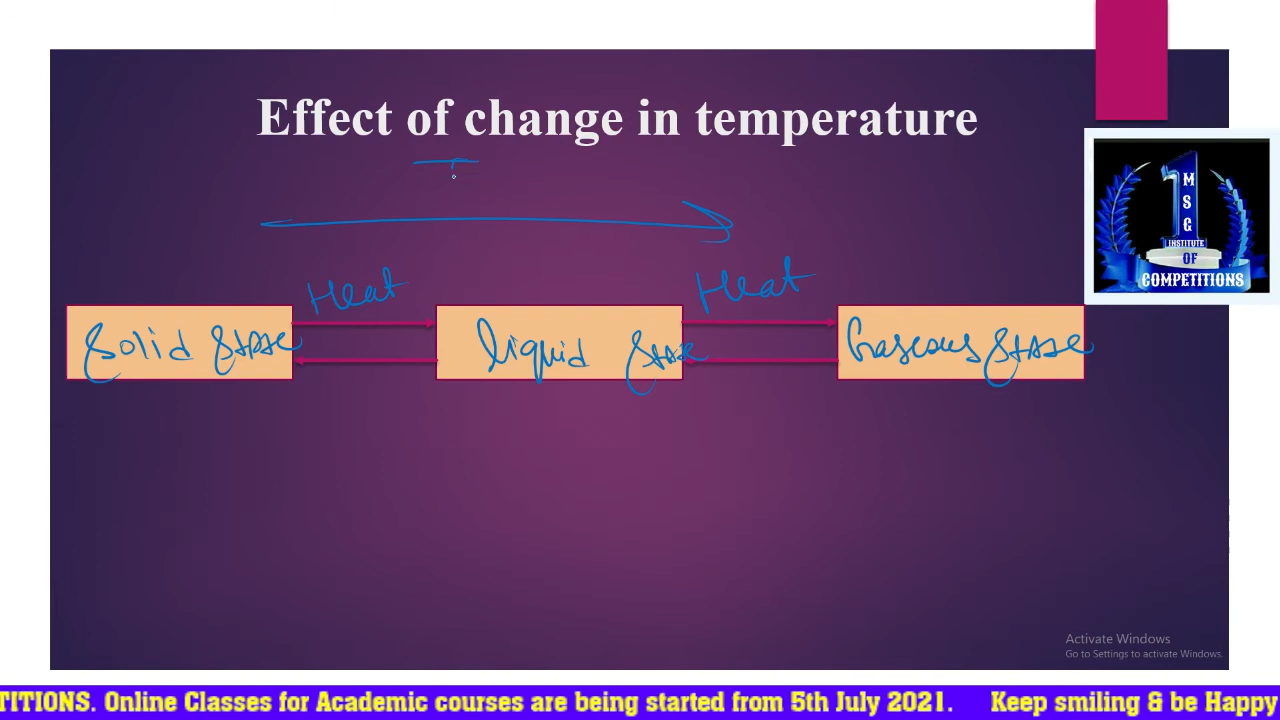 Effect of change in temperature
T
Heat
Heat
Solid State
liquid State
Gaseous State
1
MSG
INSTITUTE
OF
COMPETITIONS
Activate Windows
Go to Settings to activate Windows.
TITIONS. Online Classes for Academic courses are being started from 5th July 2021. Keep smiling & be Happy